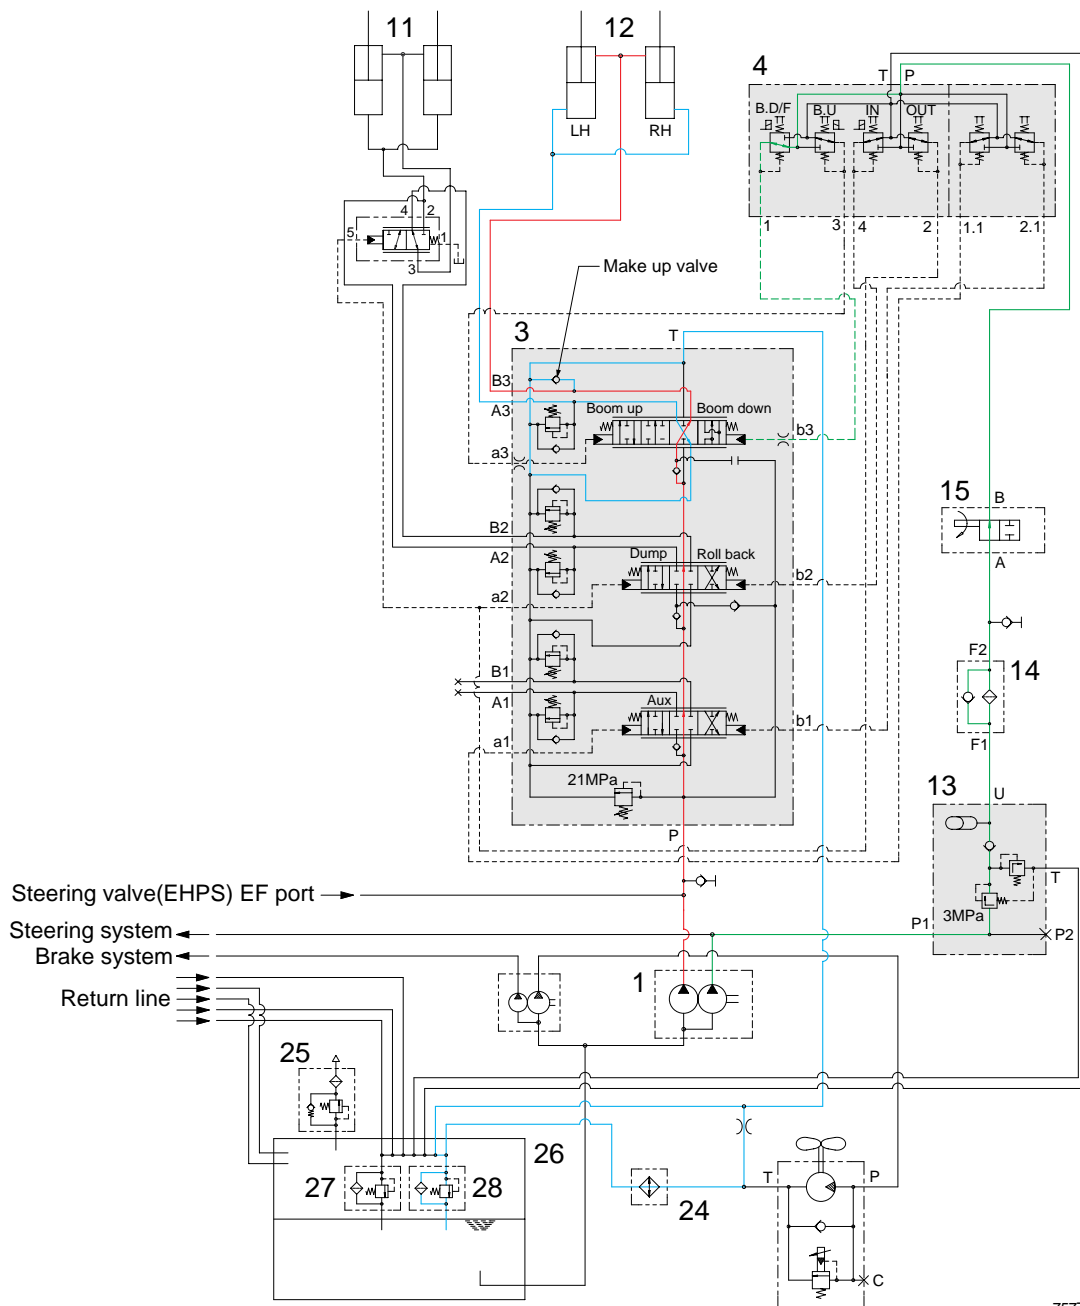 11
12
4
T P
B.D/F B.U IN OUT
LH RH
1 3 4 2 1.1 2.1
4 2
5 1
3
Make up valve
3
T
B3
A3
Boom up Boom down
a3 b3
15
B
A
B2
A2
Dump Roll back
a2 b2
F2
14
F1
B1
A1
Aux
a1 b1
21MPa
13
U
P
T
3MPa
P1 P2
Steering valve(EHPS) EF port
Steering system
Brake system
Return line
1
25
26
27 28
24
T P
C